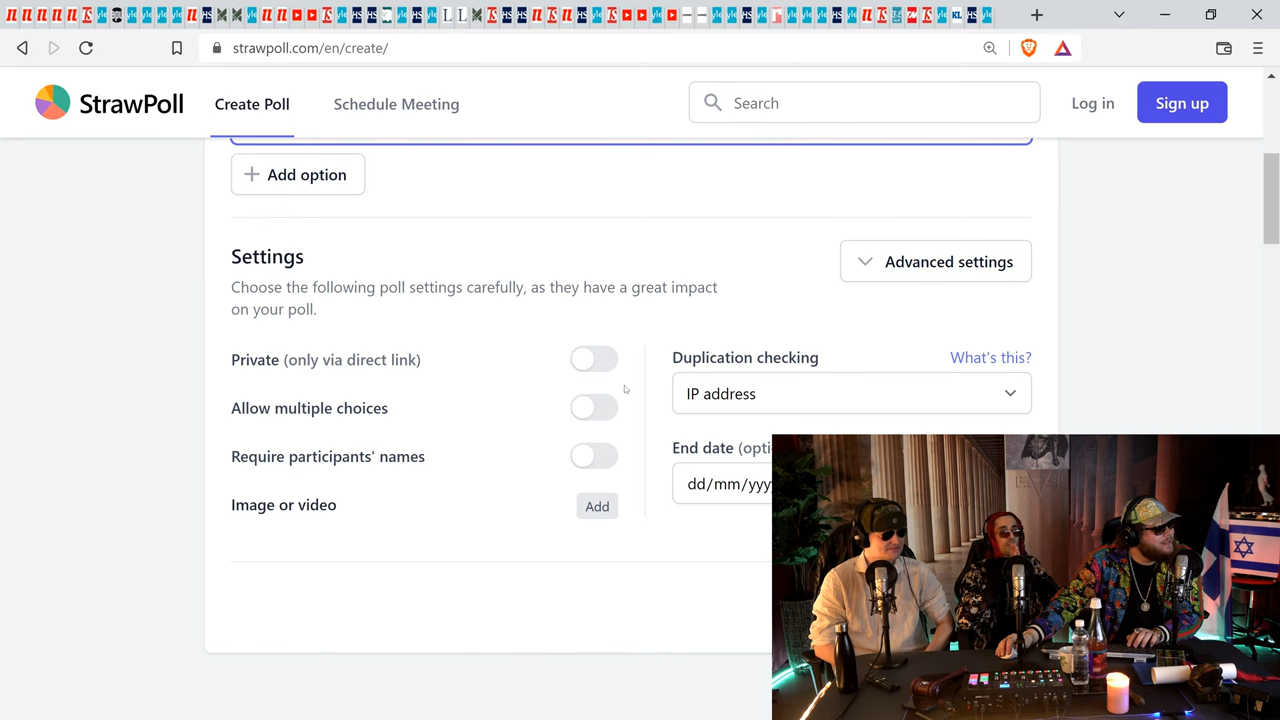 strawpoll.com/en/create/
StrawPoll
Create Poll
Schedule Meeting
Search
Log in
Sign up
Add option
Settings
Advanced settings
Choose the following poll settings carefully, as they have a great impact
on your poll.
Private (only via direct link)
Allow multiple choices
Require participants' names
Image or video
Add
Duplication checking
What's this?
IP address
End date
dd/mm/yyyy